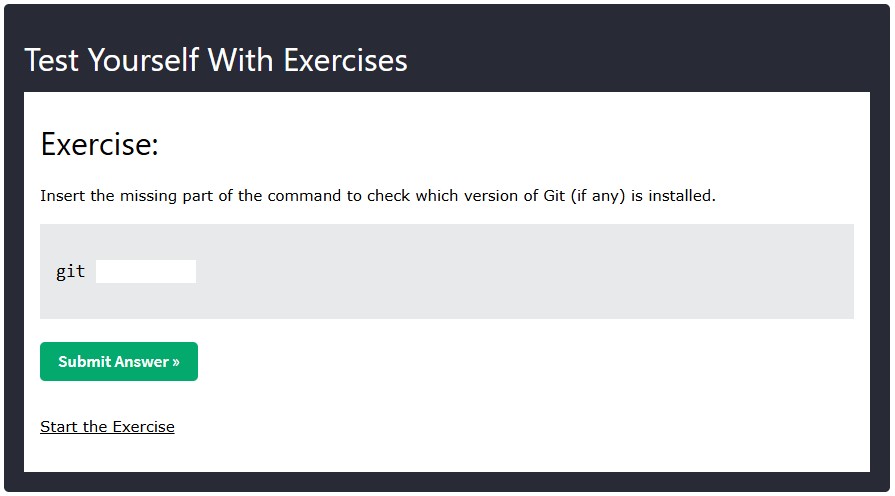 Test Yourself With Exercises
Exercise:
Insert the missing part of the command to check which version of Git (if any) is installed.
git
Submit Answer »
Start the Exercise